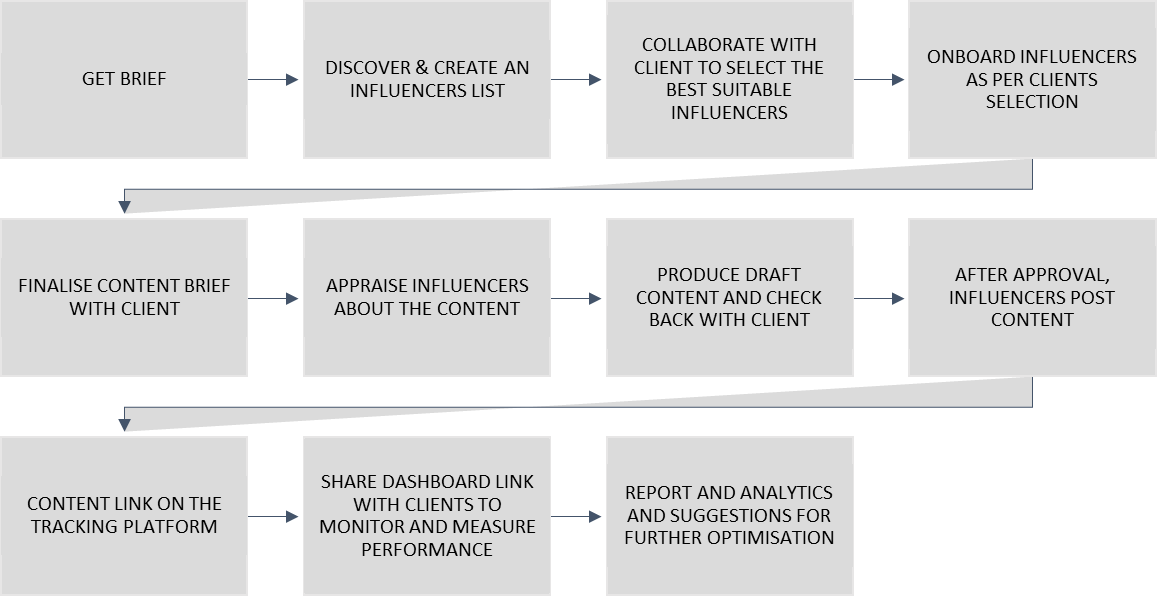 GET BRIEF
DISCOVER & CREATE AN
INFLUENCERS LIST
COLLABORATE WITH
CLIENT TO SELECT THE
BEST SUITABLE
INFLUENCERS
ONBOARD INFLUENCERS
AS PER CLIENTS
SELECTION
FINALISE CONTENT BRIEF
WITH CLIENT
APPRAISE INFLUENCERS
ABOUT THE CONTENT
PRODUCE DRAFT
CONTENT AND CHECK
BACK WITH CLIENT
AFTER APPROVAL,
INFLUENCERS POST
CONTENT
CONTENT LINK ON THE
TRACKING PLATFORM
SHARE DASHBOARD LINK
WITH CLIENTS TO
MONITOR AND MEASURE
PERFORMANCE
REPORT AND ANALYTICS
AND SUGGESTIONS FOR
FURTHER OPTIMISATION